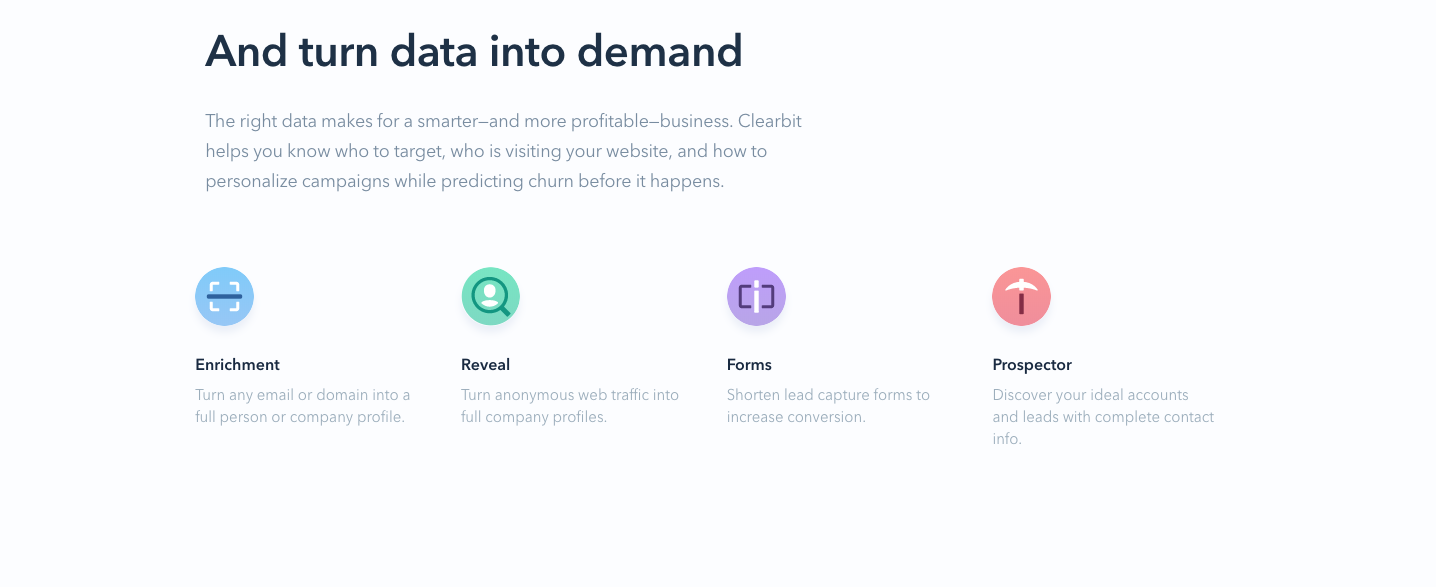 And turn data into demand
The right data makes for a smarter—and more profitable—business. Clearbit
helps you know who to target, who is visiting your website, and how to
personalize campaigns while predicting churn before it happens.
Enrichment
Turn any email or domain into a
full person or company profile.
Reveal
Turn anonymous web traffic into
full company profiles.
Forms
Shorten lead capture forms to
increase conversion.
Prospector
Discover your ideal accounts
and leads with complete contact
info.